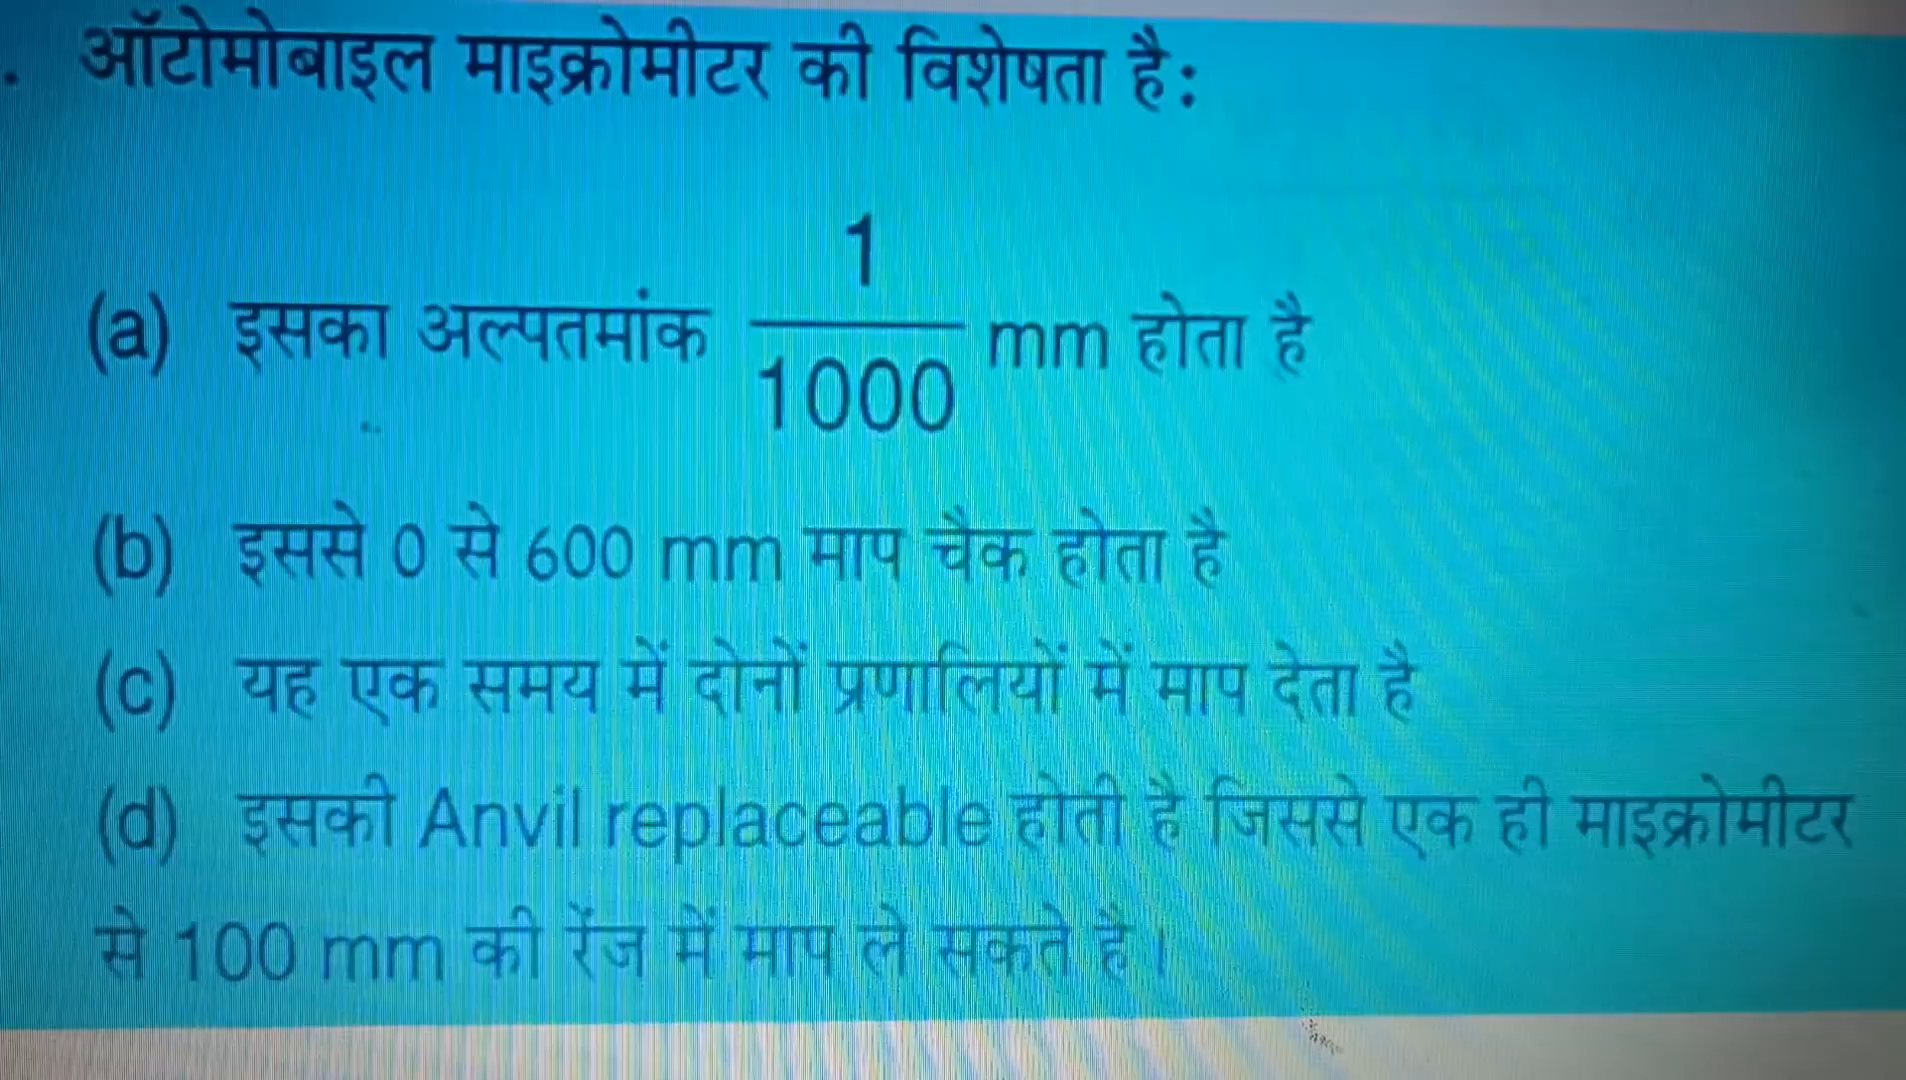 . ऑटोमोबाइल माइक्रोमीटर की विशेषता है:
(a) इसका अल्पतमांक 1/1000 mm होता है
(b) इससे 0 से 600 mm माप चैक होता है
(c) यह एक समय में दोनों प्रणालियों में माप देता है
(d) इसकी Anvil replaceable होती है जिससे एक ही माइक्रोमीटर
से 100 mm की रेंज में माप ले सकते है।